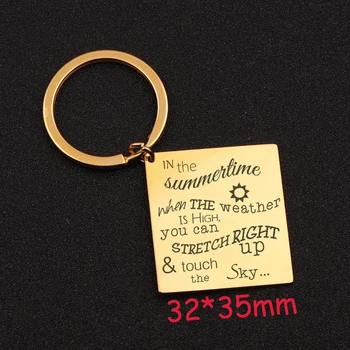 IN the
summertime
when THE weather
IS HIGH,
you can
STRETCH RIGHT
up
& touch
the Sky...
32*35mm